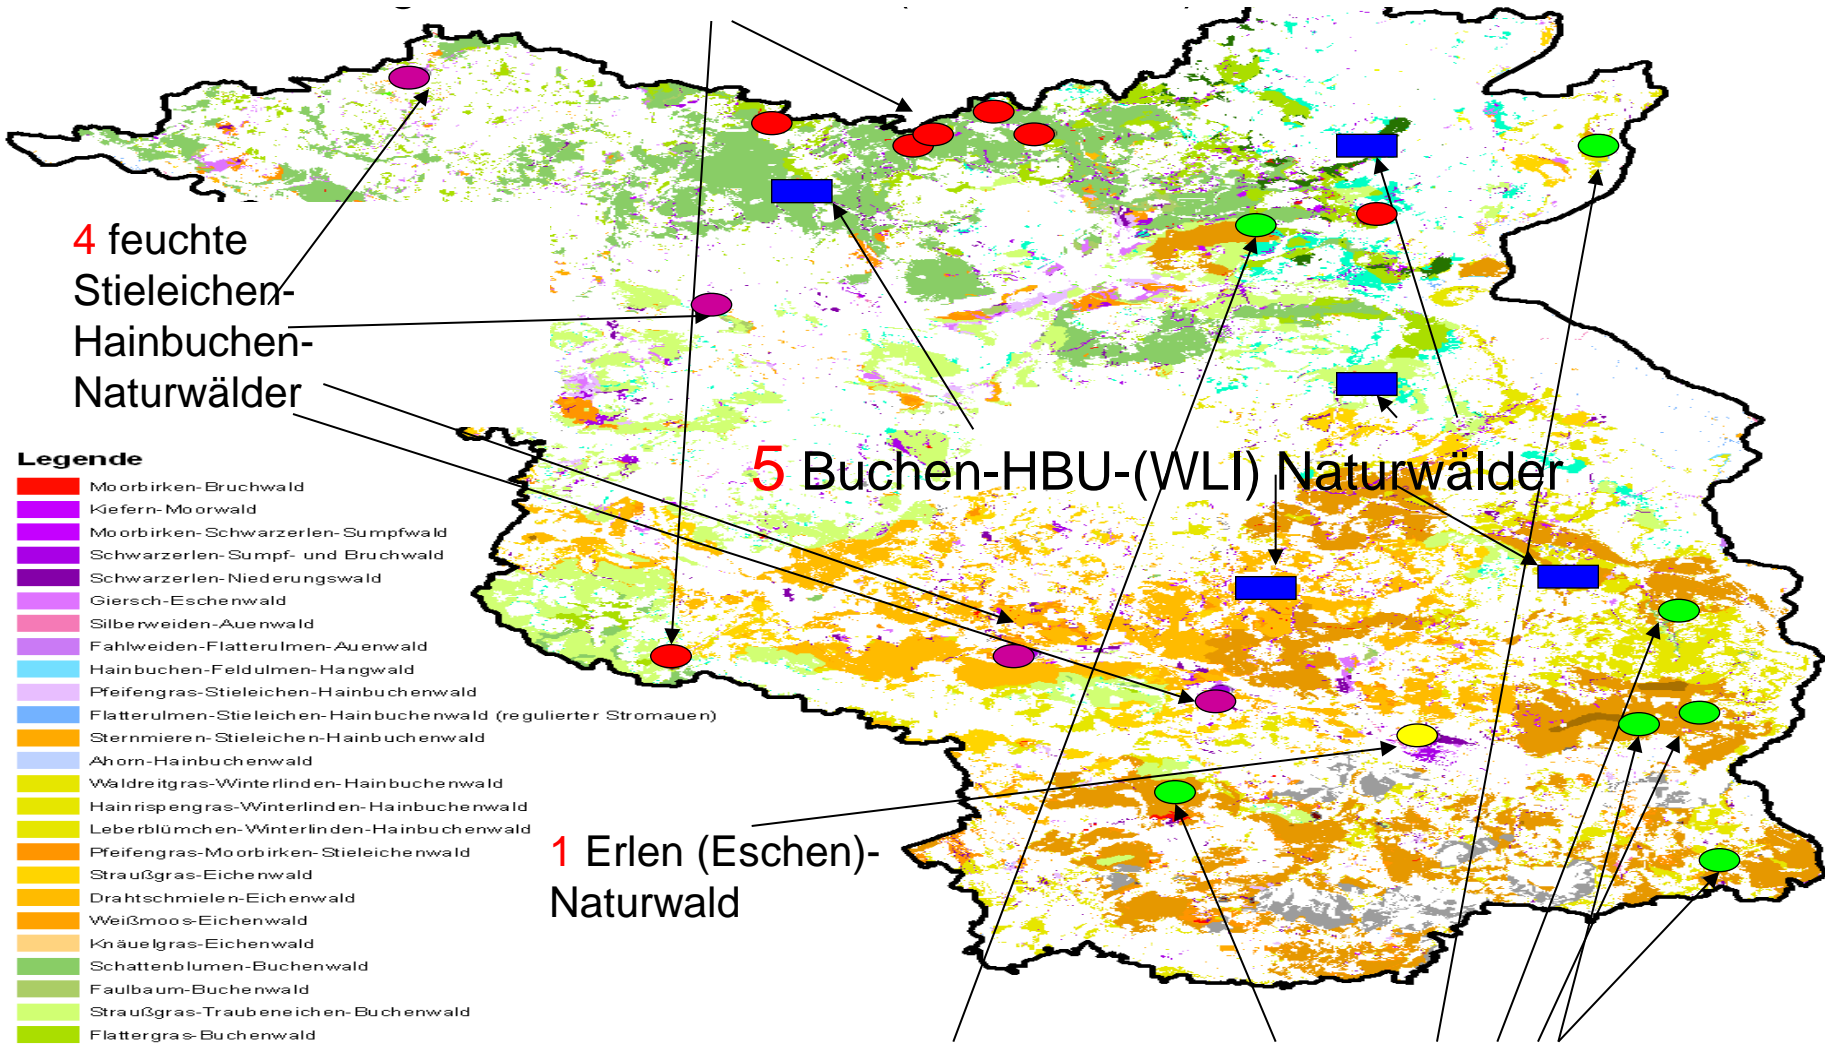 4 feuchte
Stieleichen-
Hainbuchen-
Naturwälder
5 Buchen-HBU-(WLI) Naturwälder
1 Erlen (Eschen)-
Naturwald
Legende
Moorbirken-Bruchwald
Kiefern-Moorwald
Moorbirken-Schwarzerlen-Sumpfwald
Schwarzerlen-Sumpf- und Bruchwald
Schwarzerlen-Niederungswald
Giersch-Eschenwald
Silberweiden-Auenwald
Fahlweiden-Flatterulmen-Auenwald
Hainbuchen-Feldulmen-Hangwald
Pfeifengras-Stieleichen-Hainbuchenwald
Flatterulmen-Stieleichen-Hainbuchenwald (regulierter Stromauen)
Sternmieren-Stieleichen-Hainbuchenwald
Ahorn-Hainbuchenwald
Waldreitgras-Winterlinden-Hainbuchenwald
Hainrispengras-Winterlinden-Hainbuchenwald
Leberblümchen-Winterlinden-Hainbuchenwald
Pfeifengras-Moorbirken-Stieleichenwald
Straußgras-Eichenwald
Drahtschmielen-Eichenwald
Weißmoos-Eichenwald
Knäuelgras-Eichenwald
Schattenblumen-Buchenwald
Faulbaum-Buchenwald
Straußgras-Traubeneichen-Buchenwald
Flattergras-Buchenwald